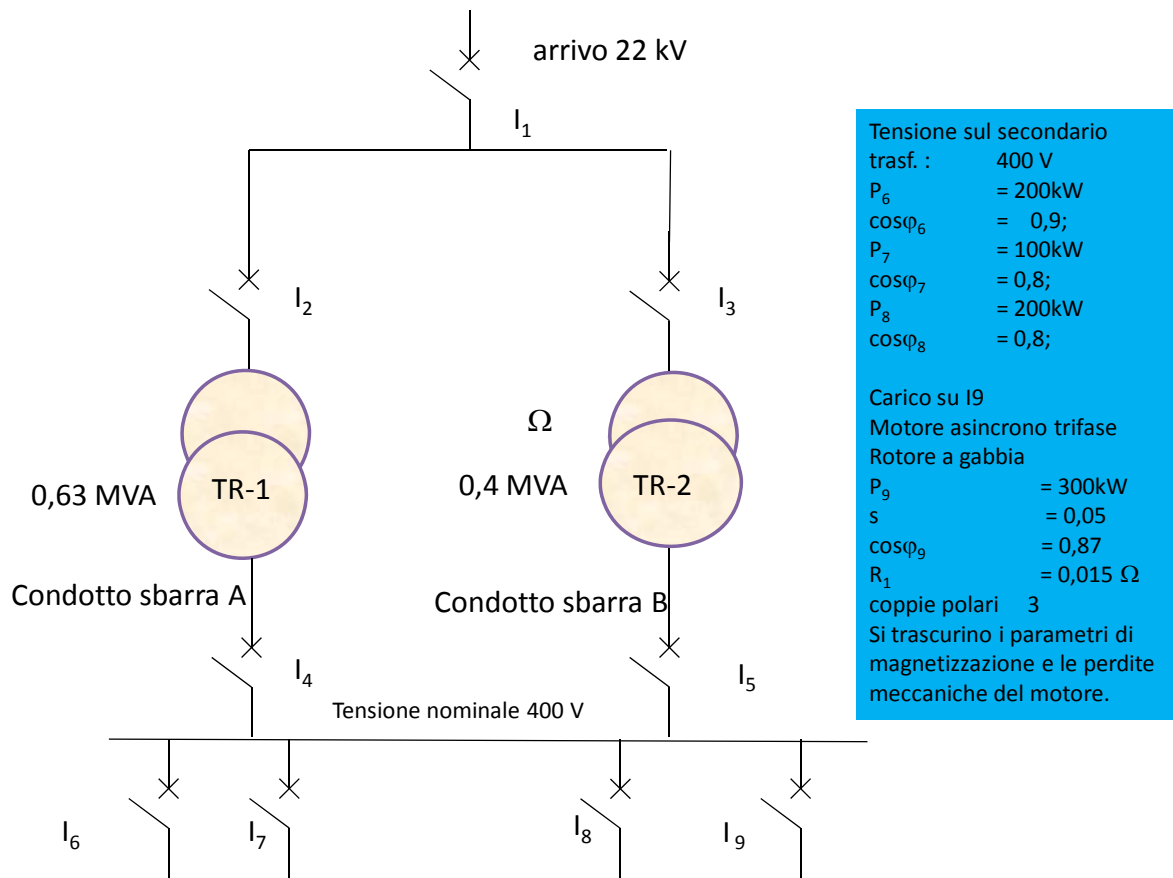 arrivo 22 kV
I1
I2
I3
Ω
0,63 MVA
TR-1
0,4 MVA
TR-2
Condotto sbarra A
Condotto sbarra B
I4
I5
Tensione nominale 400 V
I6
I7
I8
I9
Tensione sul secondario
trasf. : 400 V
P6 = 200kW
cosφ6 = 0,9;
P7 = 100kW
cosφ7 = 0,8;
P8 = 200kW
cosφ8 = 0,8;
Carico su I9
Motore asincrono trifase
Rotore a gabbia
P9 = 300kW
s = 0,05
cosφ9 = 0,87
R1 = 0,015 Ω
coppie polari 3
Si trascurino i parametri di
magnetizzazione e le perdite
meccaniche del motore.